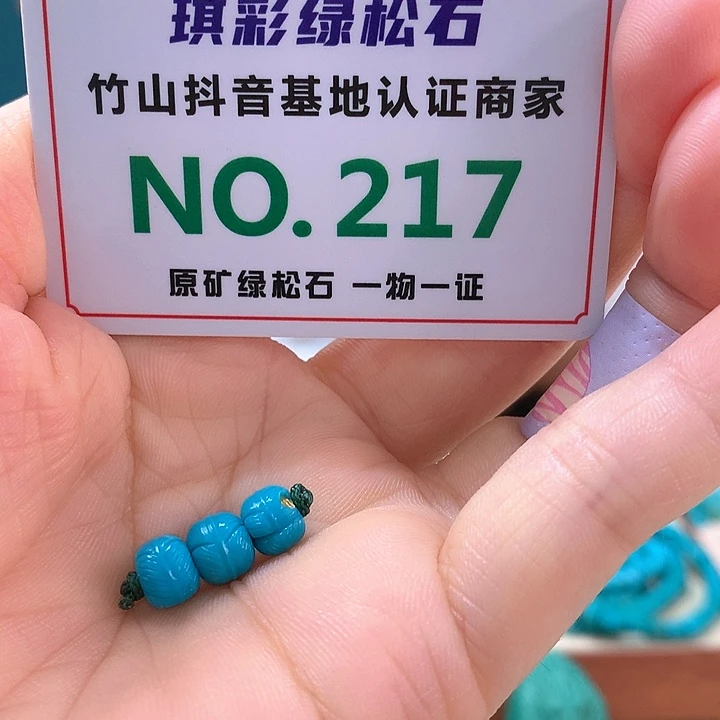 琪彩绿松石
竹山抖音基地认证商家
NO.217
原矿绿松石 一物一证